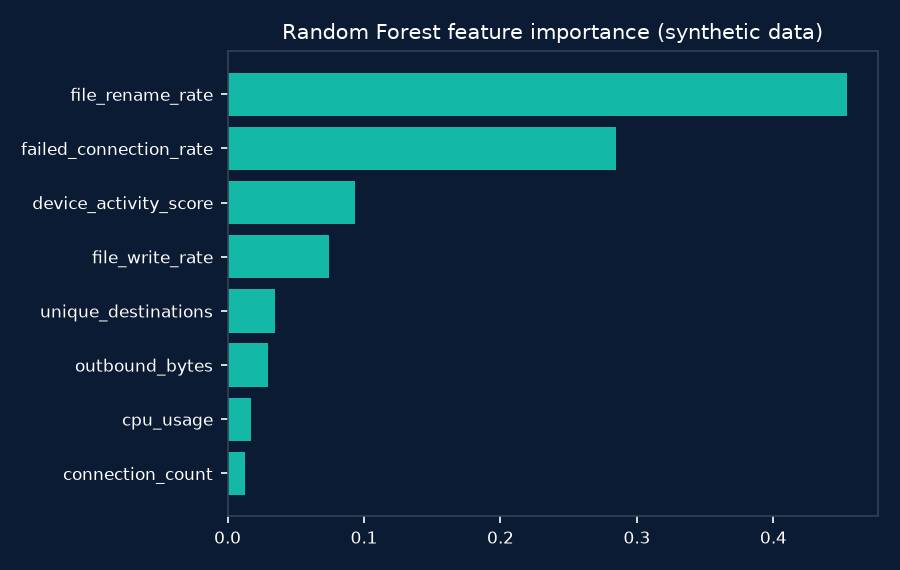 Random Forest feature importance (synthetic data)
file_rename_rate
failed_connection_rate
device_activity_score
file_write_rate
unique_destinations
outbound_bytes
cpu_usage
connection_count
0.0 0.1 0.2 0.3 0.4